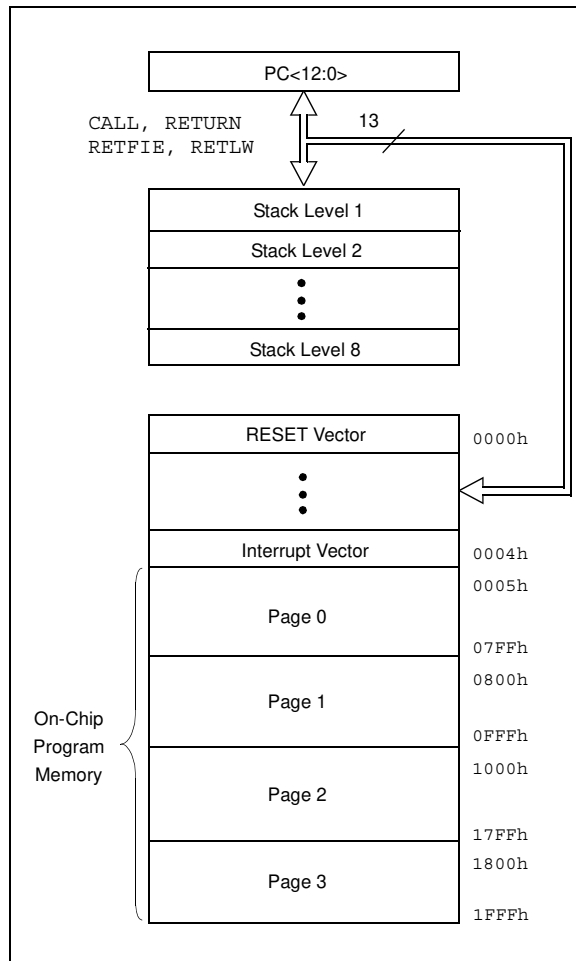 PC<12:0>
CALL, RETURN
RETFIE, RETLW
13
Stack Level 1
Stack Level 2
Stack Level 8
RESET Vector
0000h
Interrupt Vector
0004h
0005h
Page 0
07FFh
0800h
Page 1
0FFFh
On-Chip
Program
Memory
1000h
Page 2
17FFh
1800h
Page 3
1FFFh